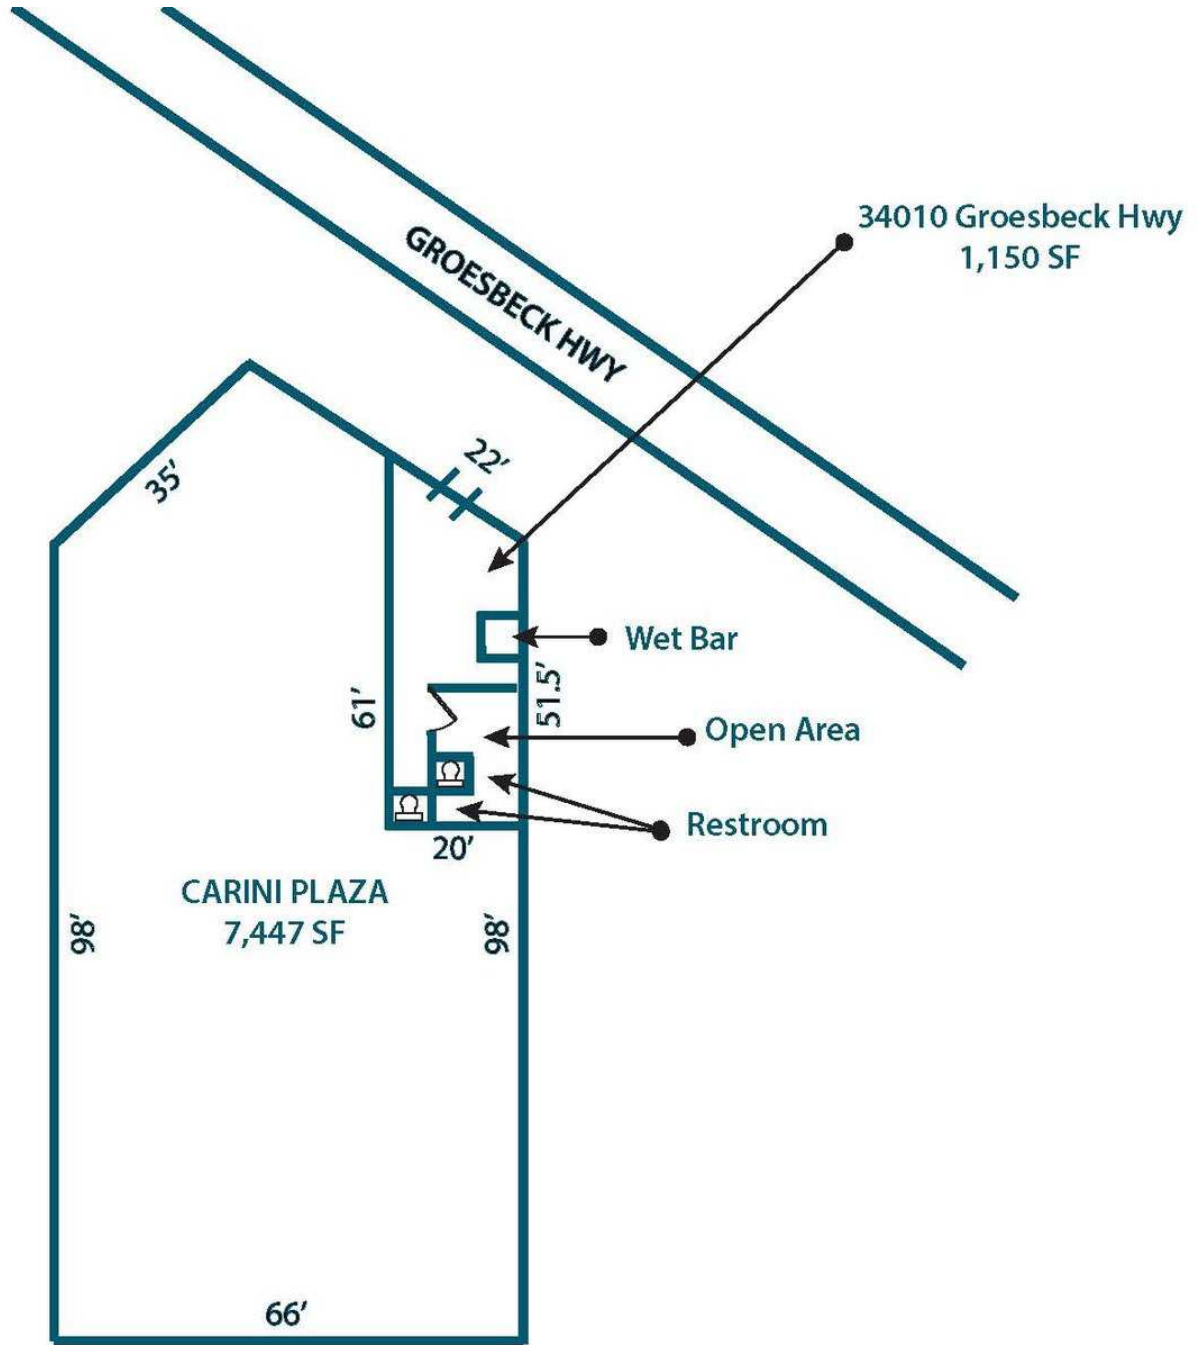 34010 Groesbeck Hwy
1,150 SF
GROESBECK HWY
35'
22'
Wet Bar
61'
51.5'
Open Area
Restroom
20'
CARINI PLAZA
7,447 SF
98'
98'
66'